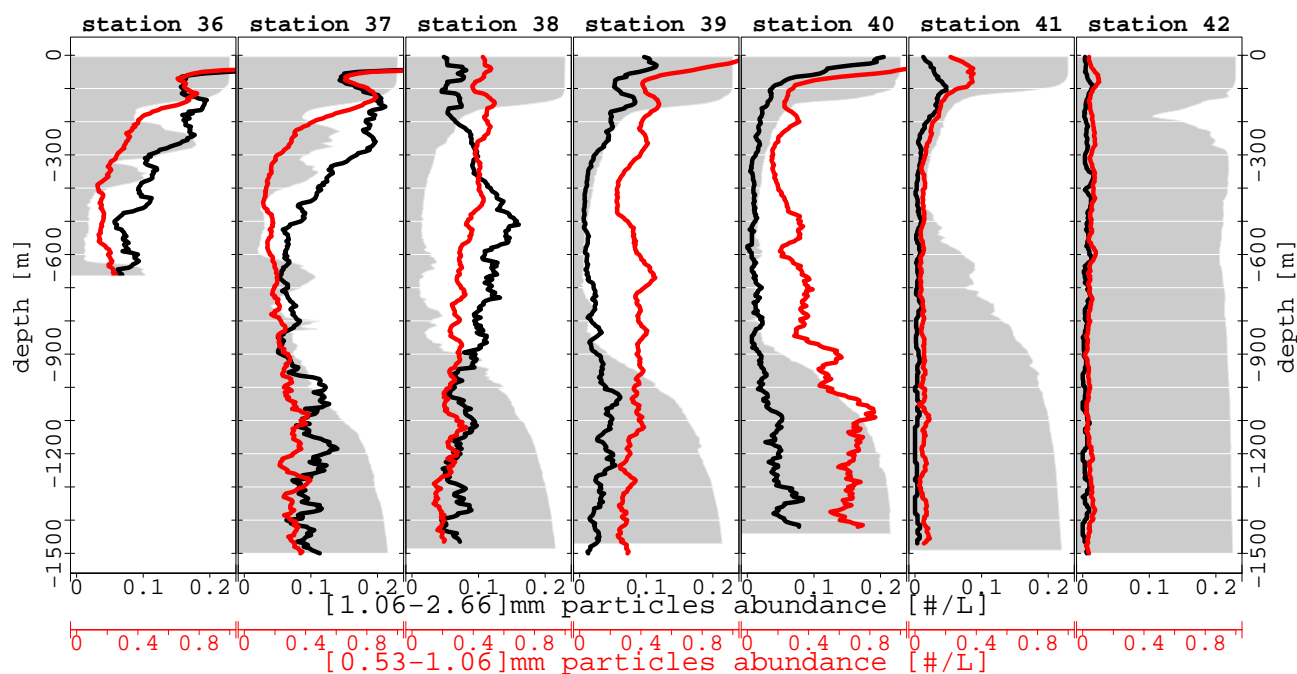 station 36 station 37 station 38 station 39 station 40 station 41 station 42
depth [m]
0 -300 -600 -900 -1200 -1500
0 -300 -600 -900 -1200 -1500
depth [m]
0 0.1 0.2 0 0.1 0.2 0 0.1 0.2 0 0.1 0.2 0 0.1 0.2 0 0.1 0.2 0 0.1 0.2
[1.06-2.66]mm particles abundance [#/L]
0 0.4 0.8 0 0.4 0.8 0 0.4 0.8 0 0.4 0.8 0 0.4 0.8 0 0.4 0.8 0 0.4 0.8
[0.53-1.06]mm particles abundance [#/L]